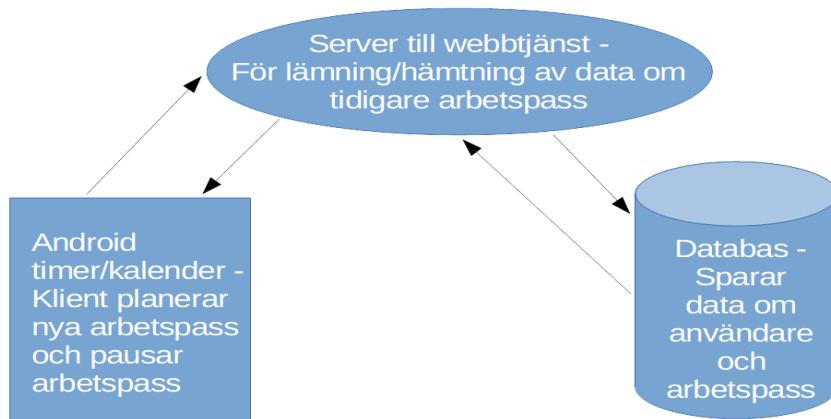 Server till webbtjänst -
För lämning/hämtning av data om
tidigare arbetspass
Android
timer/kalender -
Klient planerar
nya arbetspass
och pausar
arbetspass
Databas -
Sparar
data om
användare
och
arbetspass